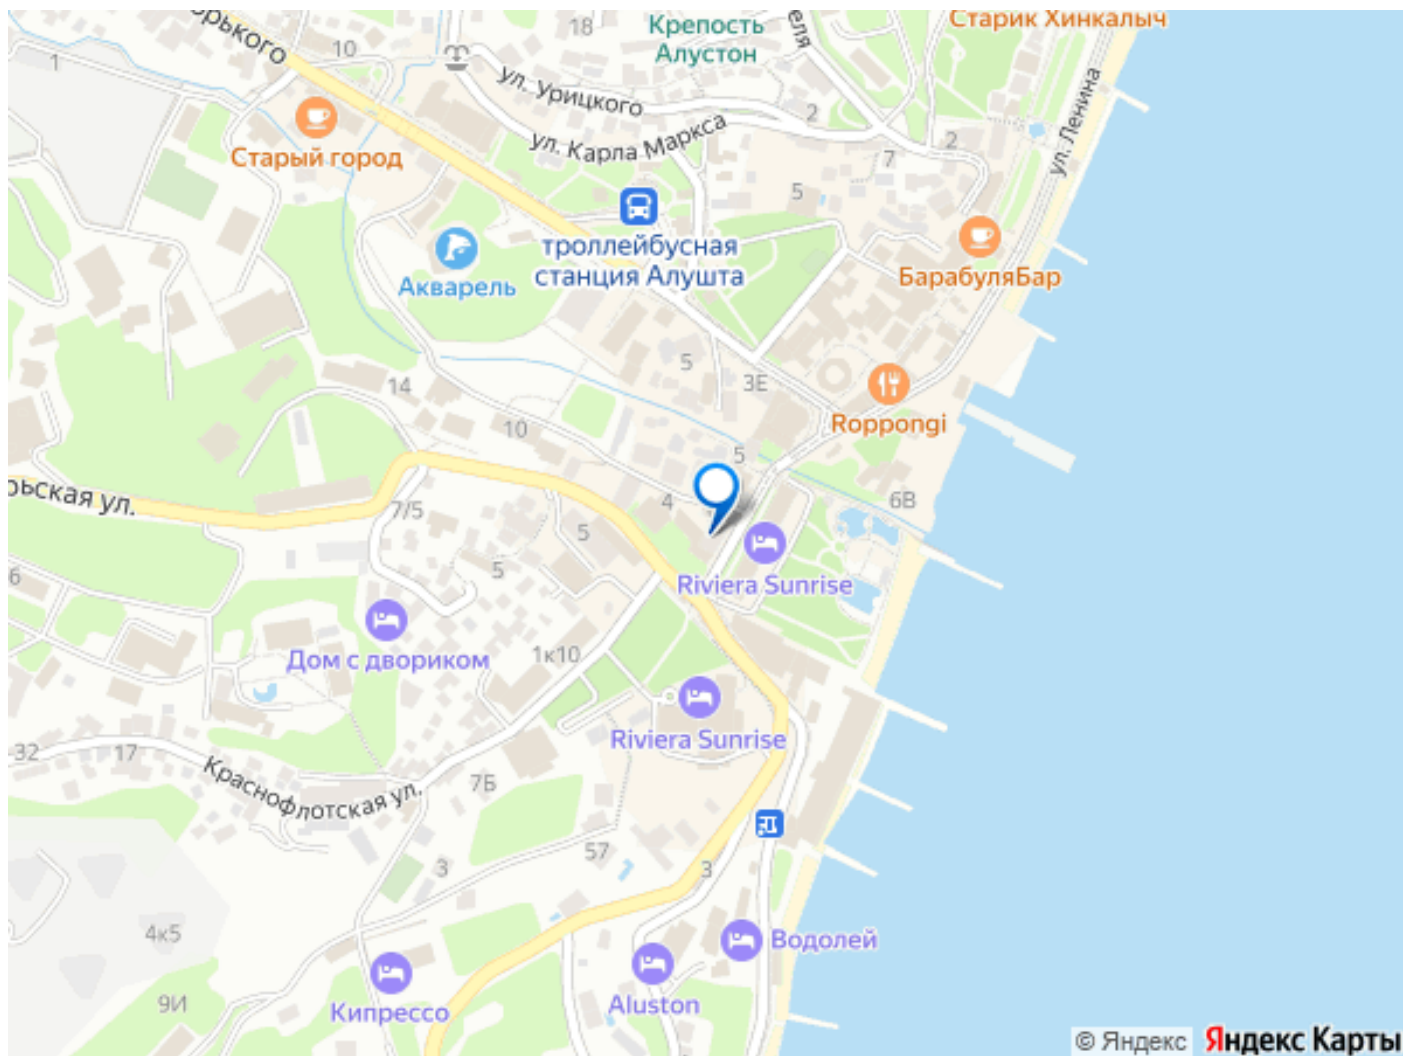 Старик Хинкалыч
орького
10
18
Крепость
Алустон
еля
1
ул. Урицкого
ул. Карла Маркса
2
2
7
ул. Ленина
Старый город
5
троллейбусная
станция Алушта
Акварель
БарабуляБар
5
3Е
14
Roppongi
10
5
рьская ул.
7/5
4
6В
5
5
Riviera Sunrise
6
Дом с двориком
1к10
Riviera Sunrise
32
17
Краснофлотская ул.
7Б
57
3
3
4к5
Водолей
9И
Кипрессо
Aluston
© Яндекс
Яндекс Карты